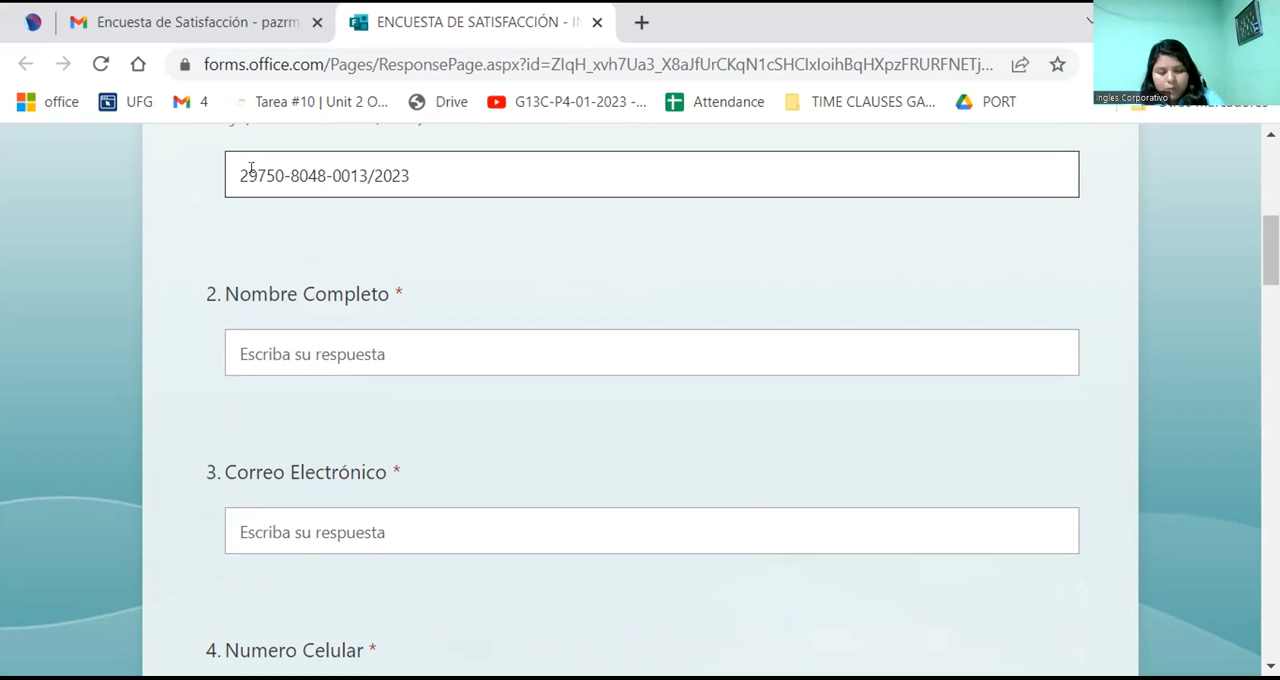 Encuesta de Satisfacción - pazrm
ENCUESTA DE SATISFACCIÓN - I
forms.office.com/Pages/ResponsePage.aspx?id=ZIqH_xvh7Ua3_X8aJfUrCKqN1cSHCIxIoihBqHXpzFRURFNETj...
office
UFG
4
Tarea #10 | Unit 2 O...
Drive
G13C-P4-01-2023 -...
Attendance
TIME CLAUSES GA...
PORT
Ingles Corporativo
29750-8048-0013/2023
2. Nombre Completo *
Escriba su respuesta
3. Correo Electrónico *
Escriba su respuesta
4. Numero Celular *